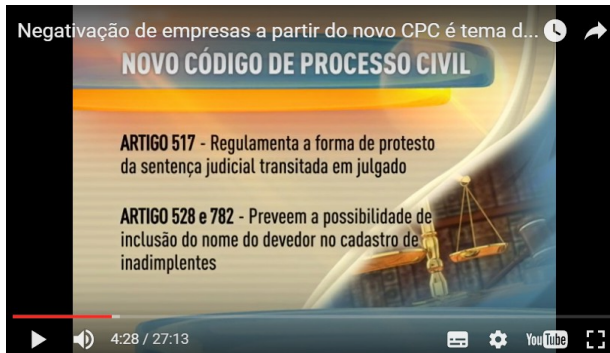 Negativação de empresas a partir do novo CPC é tema d...
NOVO CÓDIGO DE PROCESSO CIVIL
ARTIGO 517 - Regulamenta a forma de protesto
da sentença judicial transitada em julgado
ARTIGO 528 e 782 - Preveem a possibilidade de
inclusão do nome do devedor no cadastro de
inadimplentes
4:28 / 27:13
YouTube